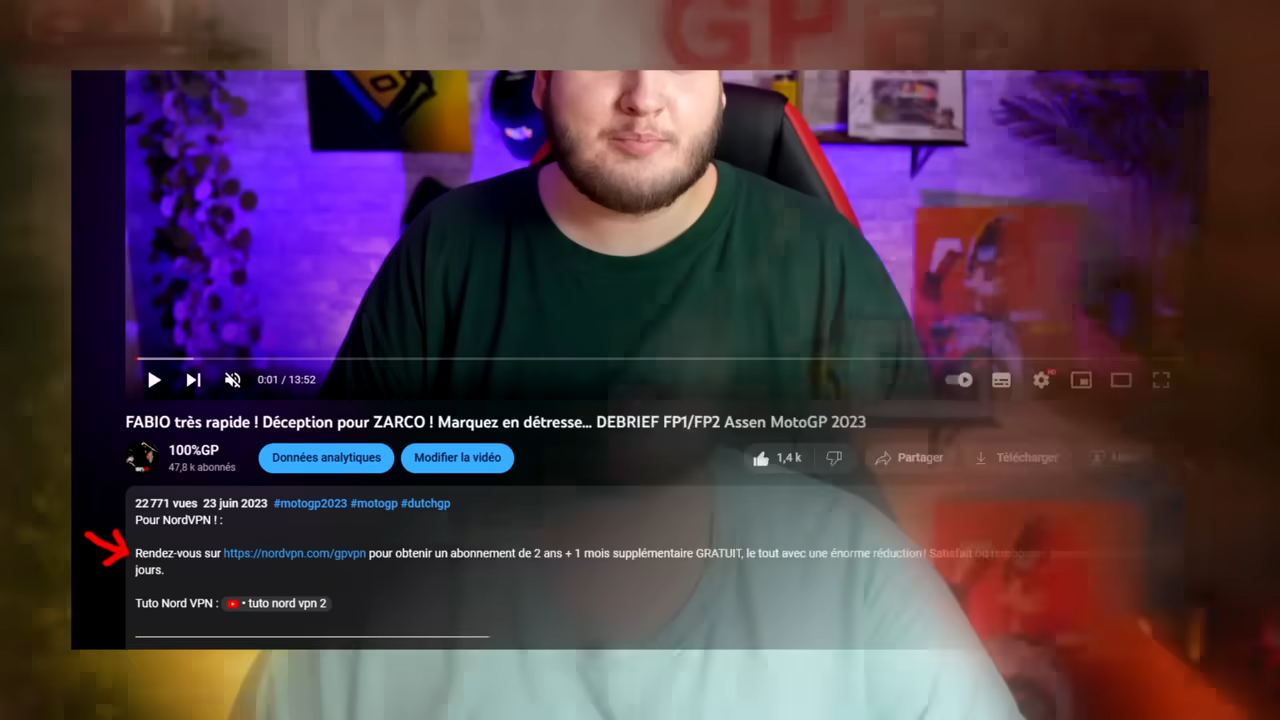 GP
0:01 / 13:52
FABIO très rapide ! Déception pour ZARCO ! Marquez en détresse... DEBRIEF FP1/FP2 Assen MotoGP 2023
100%GP
47,8 k abonnés
Données analytiques
Modifier la vidéo
1,4 k
Partager
Télécharger
22 771 vues 23 juin 2023 #motogp2023 #motogp #dutchgp
Pour NordVPN ! :
Rendez-vous sur https://nordvpn.com/gpvpn pour obtenir un abonnement de 2 ans + 1 mois supplémentaire GRATUIT, le tout avec une énorme réduction! Satisfait ou
jours.
Tuto Nord VPN : • tuto nord vpn 2